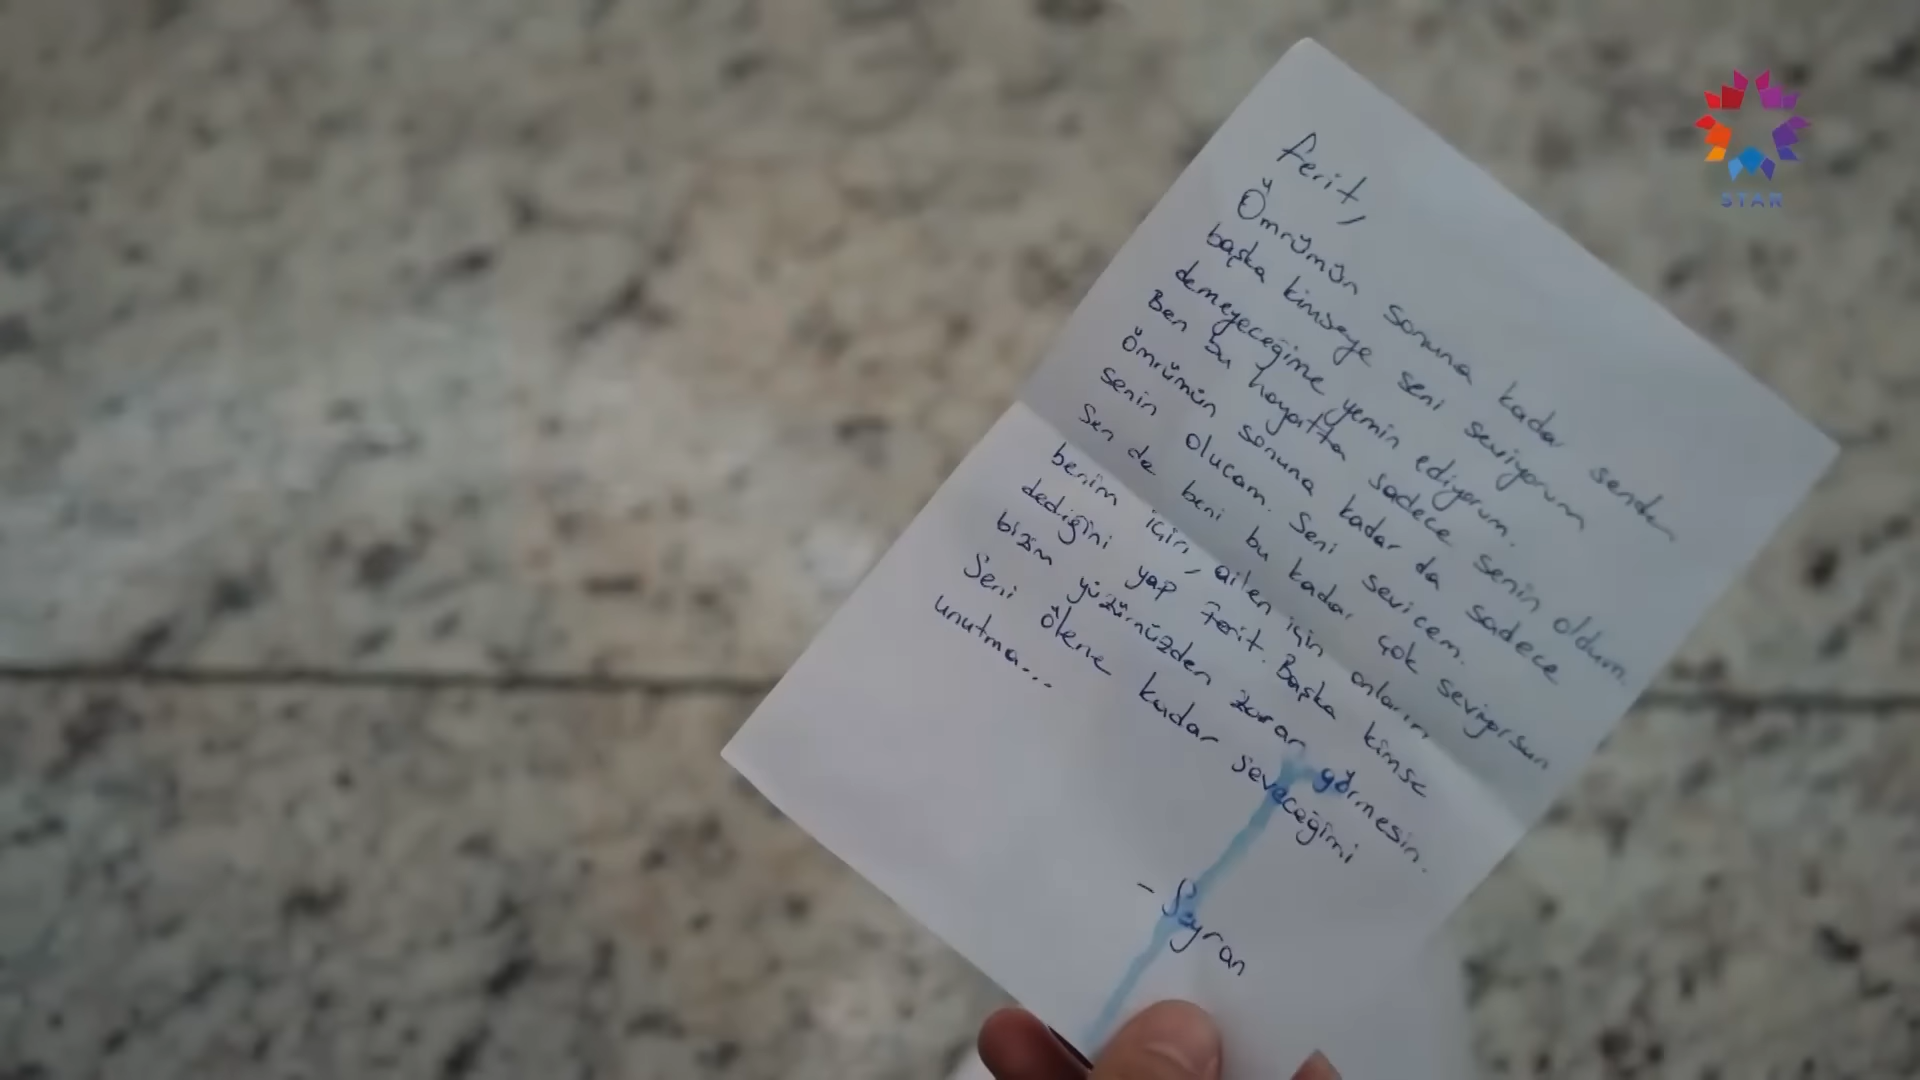 Ferit,
Ömrümün sonuna kadar senden
başka kimseye seni seviyorum
demeyeceğime yemin ediyorum.
Ben bu hayatta sadece senin oldum.
Ömrümün sonuna kadar da sadece
senin olucam. Seni sevicem.
Sen de beni bu kadar çok seviyorsun
benim için, ailen için onların
dediğini yap Ferit. Başka kimse
bizim yüzümüzden zarar görmesin.
Seni ölene kadar seveceğimi
unutma...
- Seyran
STAR